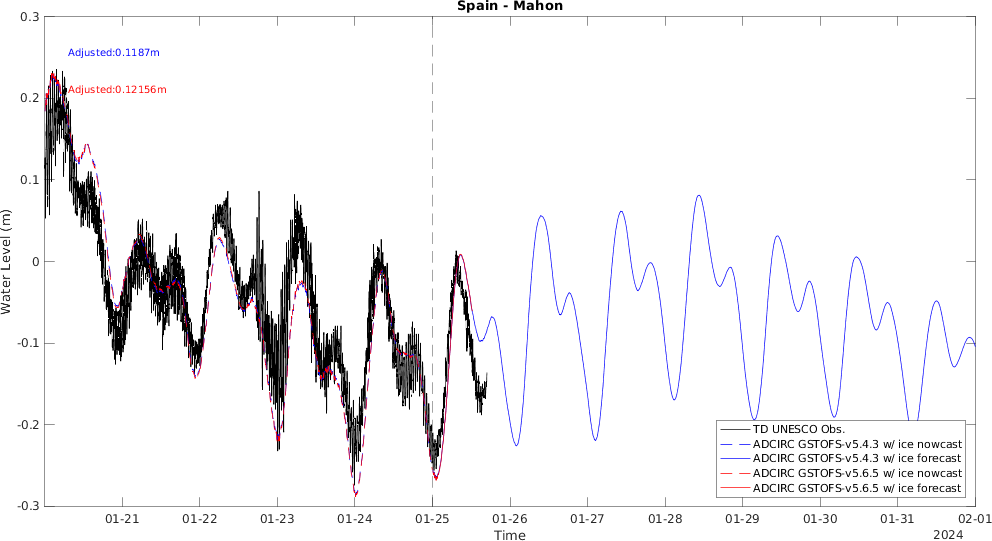 Spain - Mahon
Adjusted:0.1187m
Adjusted:0.12156m
0.3
0.2
0.1
0
-0.1
-0.2
-0.3
Water Level (m)
01-21 01-22 01-23 01-24 01-25 01-26 01-27 01-28 01-29 01-30 01-31 02-01
Time
2024
TD UNESCO Obs.
ADCIRC GSTOFS-v5.4.3 w/ ice nowcast
ADCIRC GSTOFS-v5.4.3 w/ ice forecast
ADCIRC GSTOFS-v5.6.5 w/ ice nowcast
ADCIRC GSTOFS-v5.6.5 w/ ice forecast